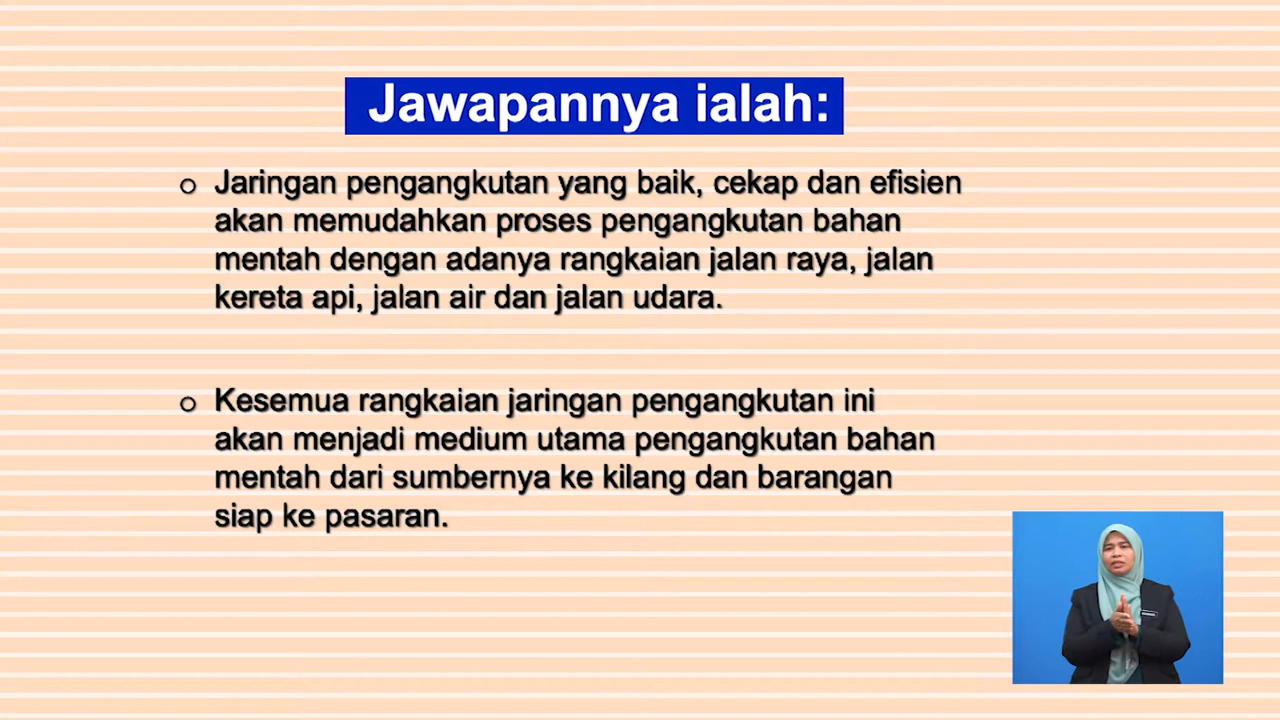 Jawapannya ialah:
o Jaringan pengangkutan yang baik, cekap dan efisien
akan memudahkan proses pengangkutan bahan
mentah dengan adanya rangkaian jalan raya, jalan
kereta api, jalan air dan jalan udara.
o Kesemua rangkaian jaringan pengangkutan ini
akan menjadi medium utama pengangkutan bahan
mentah dari sumbernya ke kilang dan barangan
siap ke pasaran.